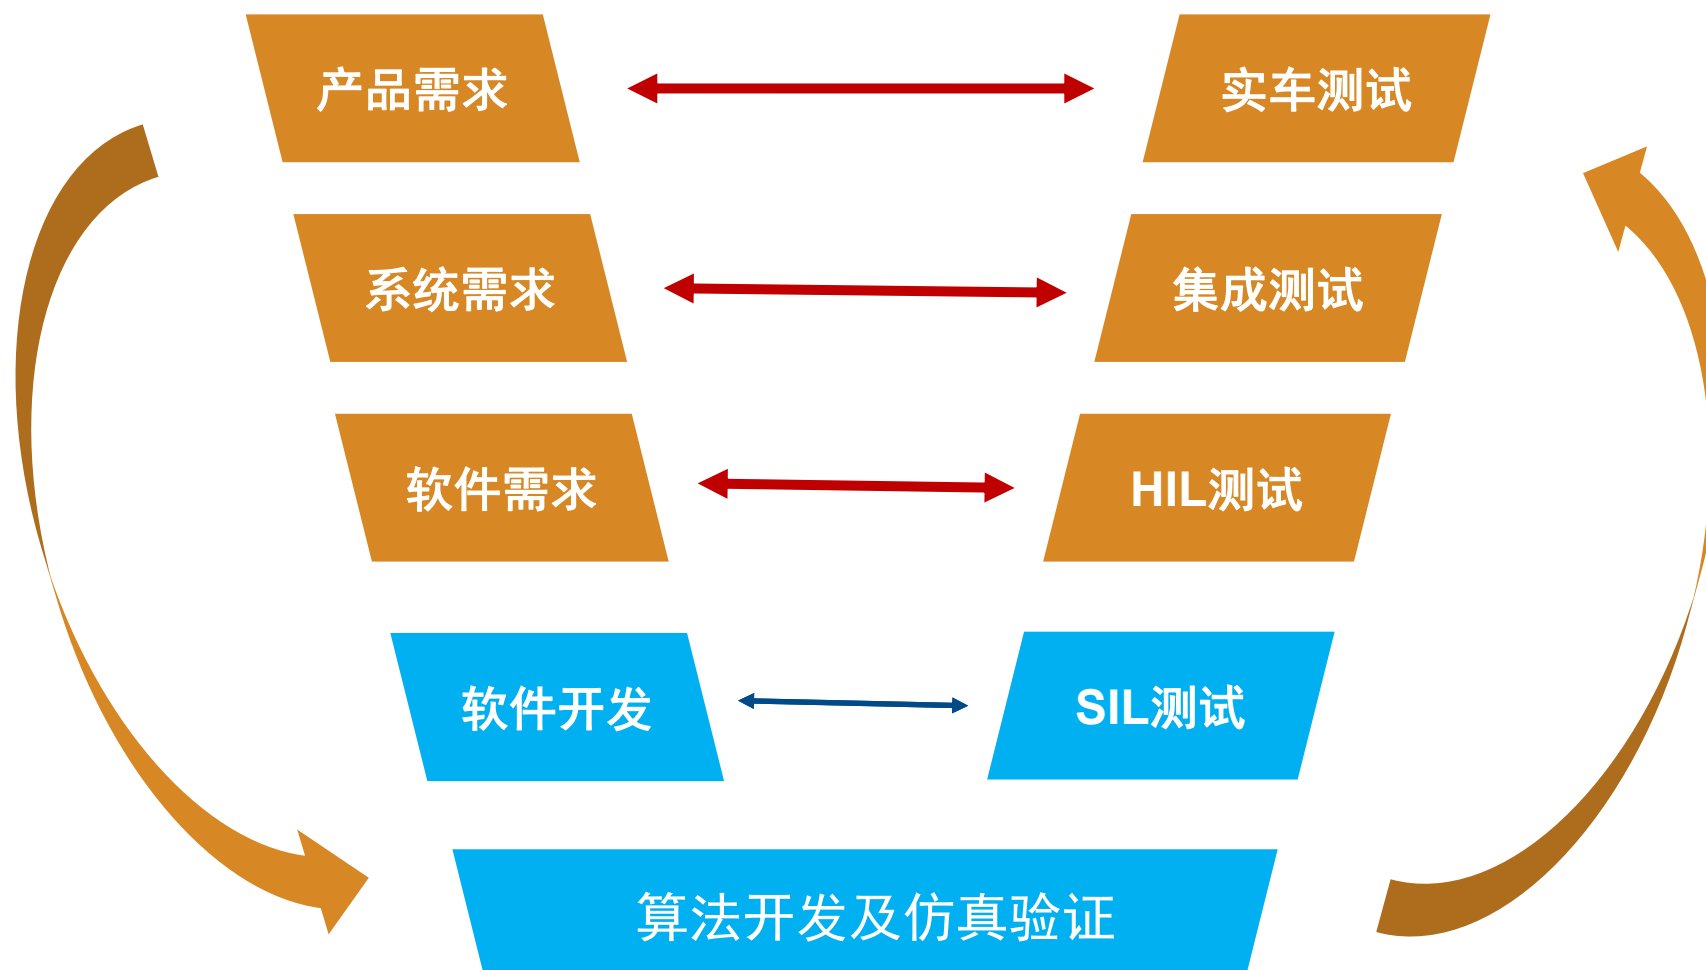 产品需求
实车测试
系统需求
集成测试
软件需求
HIL测试
软件开发
SIL测试
算法开发及仿真验证